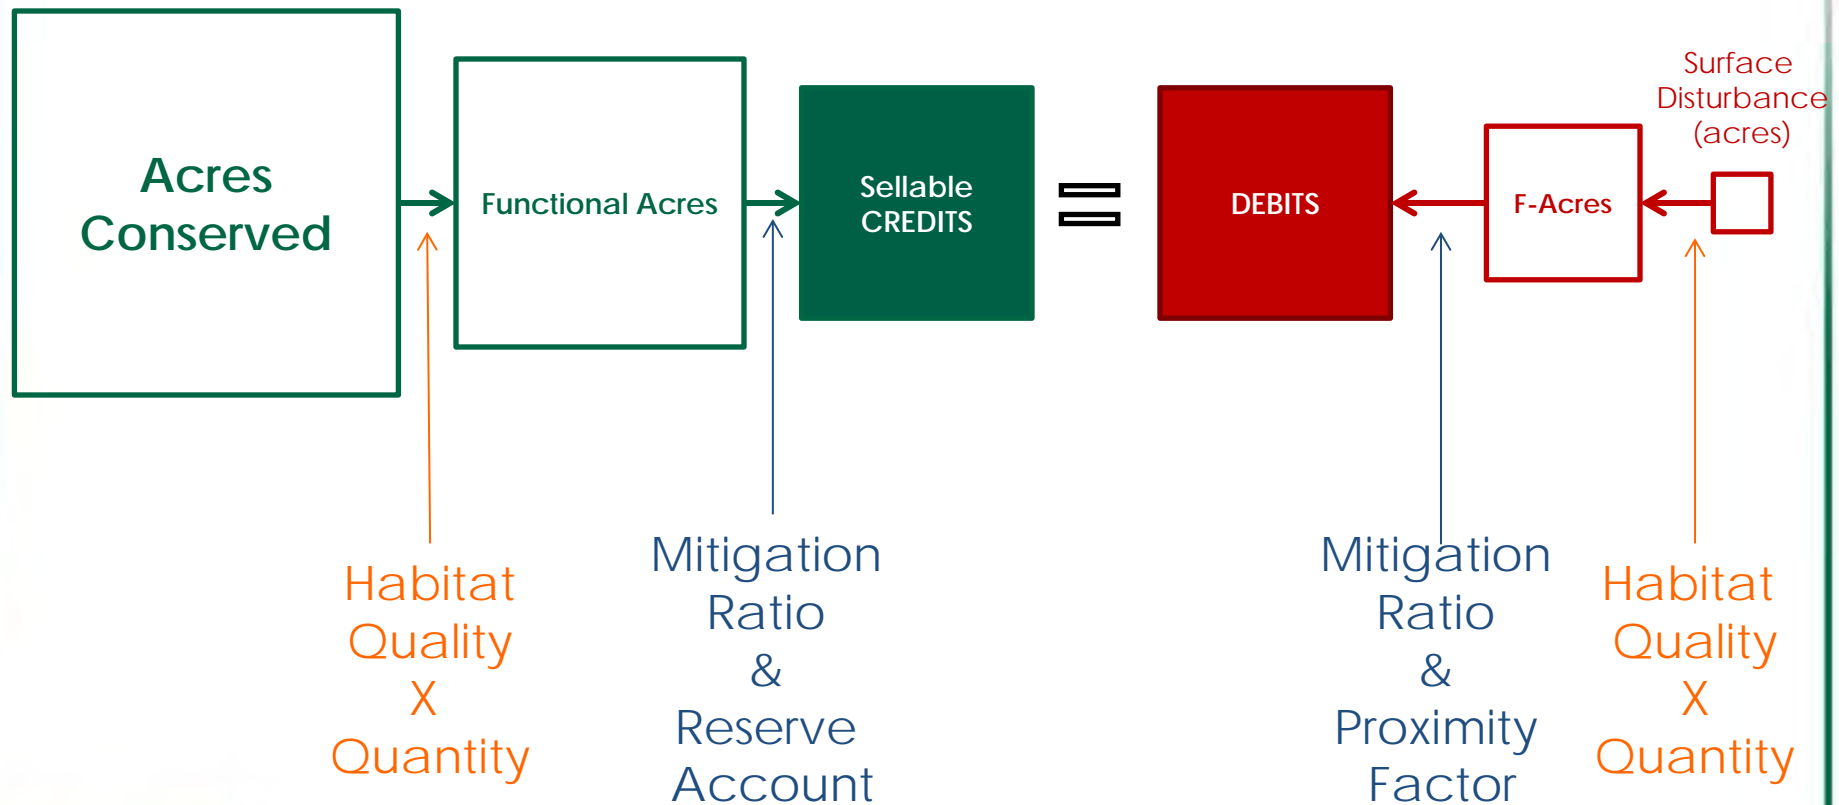 Acres
Conserved
Functional Acres
Sellable
CREDITS
DEBITS
F-Acres
Surface
Disturbance
(acres)
Habitat
Quality
X
Quantity
Mitigation
Ratio
&
Reserve
Account
Mitigation
Ratio
&
Proximity
Factor
Habitat
Quality
X
Quantity